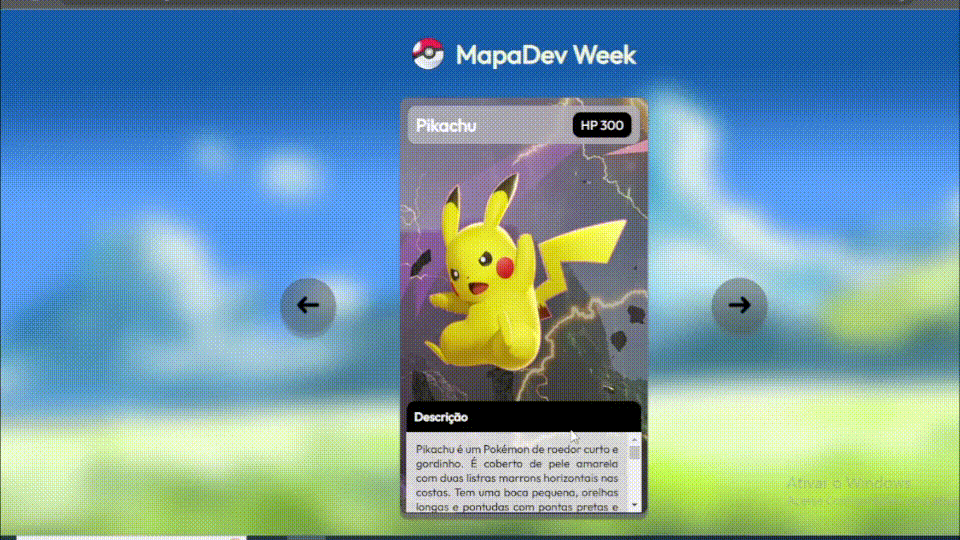 MapaDev Week
Pikachu
HP 300
Descrição
Pikachu é um Pokémon de roedor curto e
gordinho. É coberto de pele amarela
com duas listras marrons horizontais nas
costas. Tem uma boca pequena, orelhas
longas e pontudas com pontas pretas e
Ativar o Windows